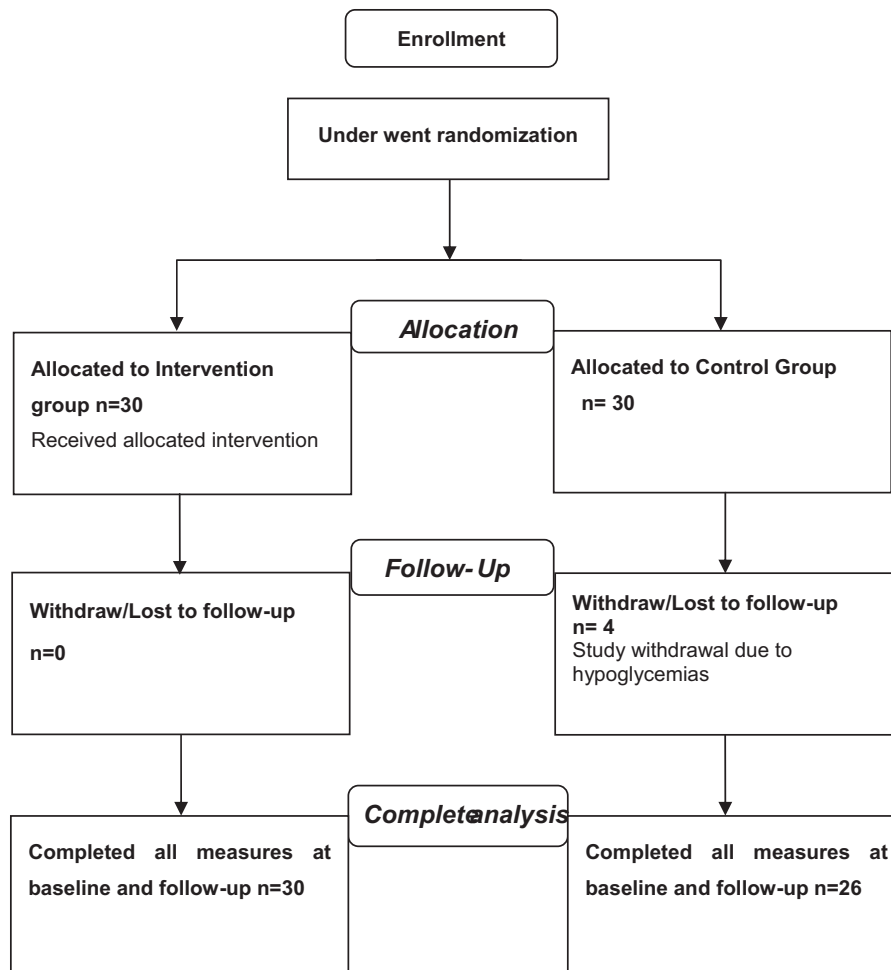 Enrollment
Under went randomization
Allocation
Allocated to Intervention
group n=30
Received allocated intervention
Allocated to Control Group
n= 30
Follow-Up
Withdraw/Lost to follow-up
n=0
Withdraw/Lost to follow-up
n= 4
Study withdrawal due to
hypoglycemias
Complete analysis
Completed all measures at
baseline and follow-up n=30
Completed all measures at
baseline and follow-up n=26